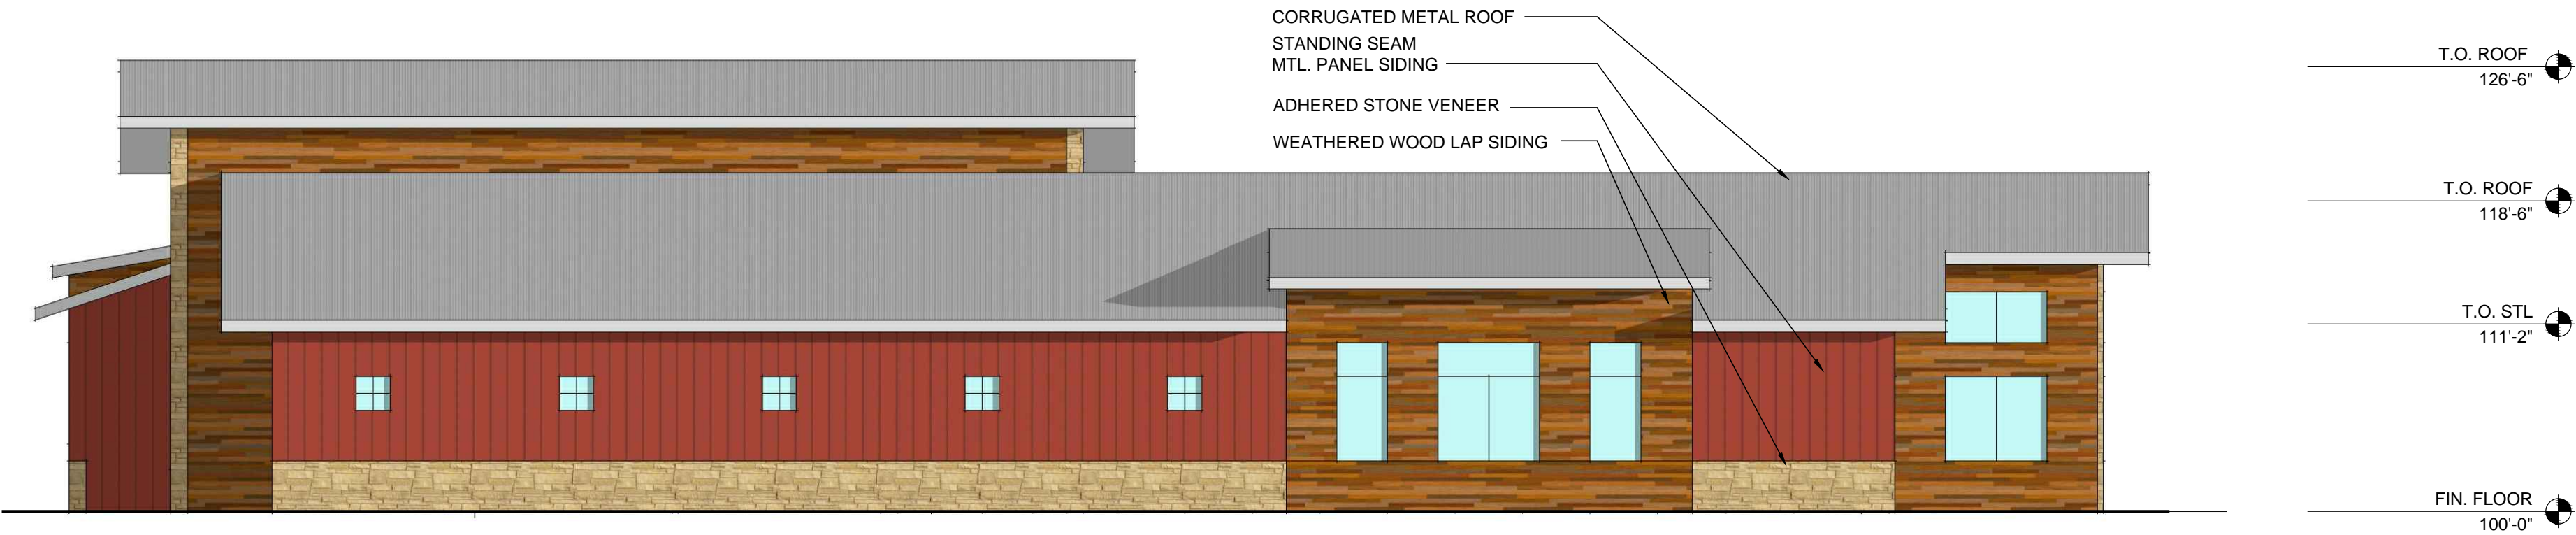 CORRUGATED METAL ROOF
STANDING SEAM
MTL. PANEL SIDING
ADHERED STONE VENEER
WEATHERED WOOD LAP SIDING
T.O. ROOF
126'-6"
T.O. ROOF
118'-6"
T.O. STL
111'-2"
FIN. FLOOR
100'-0"